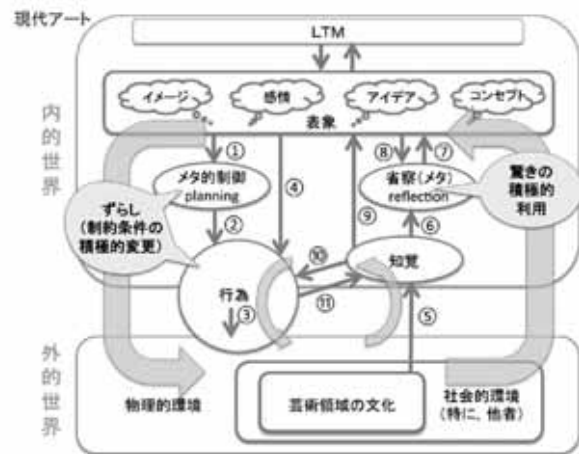 現代アート
LTM
イメージ
感情
アイデア
コンセプト
表象
内的世界
①
④
⑧
⑦
メタ的制御
planning
省察(メタ)
reflection
驚きの
積極的
利用
ずらし
(制約条件の
積極的変更)
②
⑨
⑥
⑩
知覚
行為
③
⑪
⑤
外的世界
物理的環境
芸術領域の文化
社会的環境
(特に、他者)